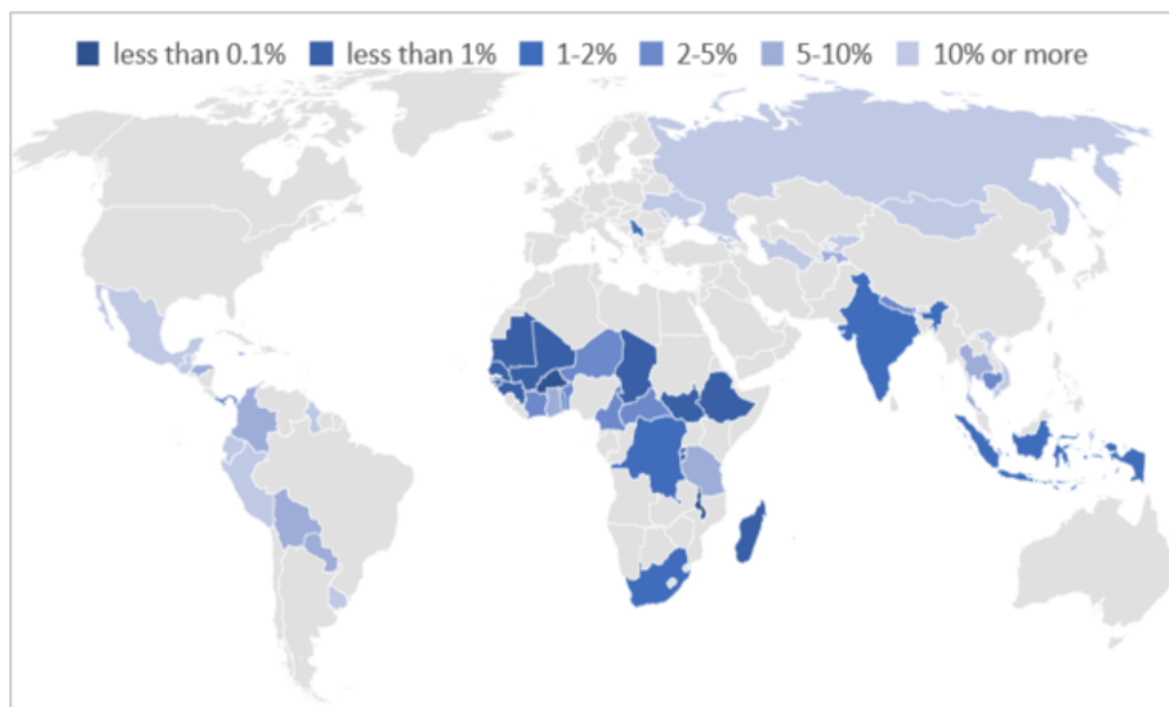 less than 0.1% less than 1% 1-2% 2-5% 5-10% 10% or more